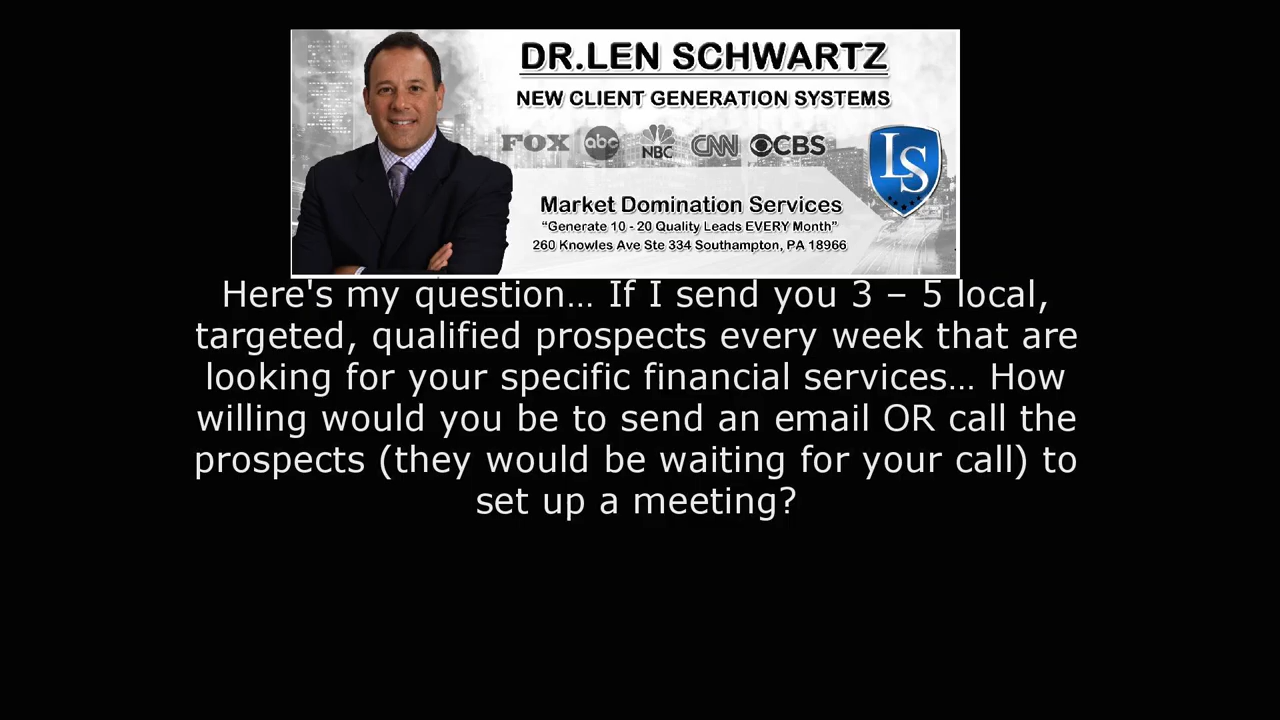 DR.LEN SCHWARTZ
NEW CLIENT GENERATION SYSTEMS
FOX abc NBC CNN CBS
LS
Market Domination Services
“Generate 10 - 20 Quality Leads EVERY Month”
260 Knowles Ave Ste 334 Southampton, PA 18966
Here's my question... If I send you 3 – 5 local,
targeted, qualified prospects every week that are
looking for your specific financial services... How
willing would you be to send an email OR call the
prospects (they would be waiting for your call) to
set up a meeting?